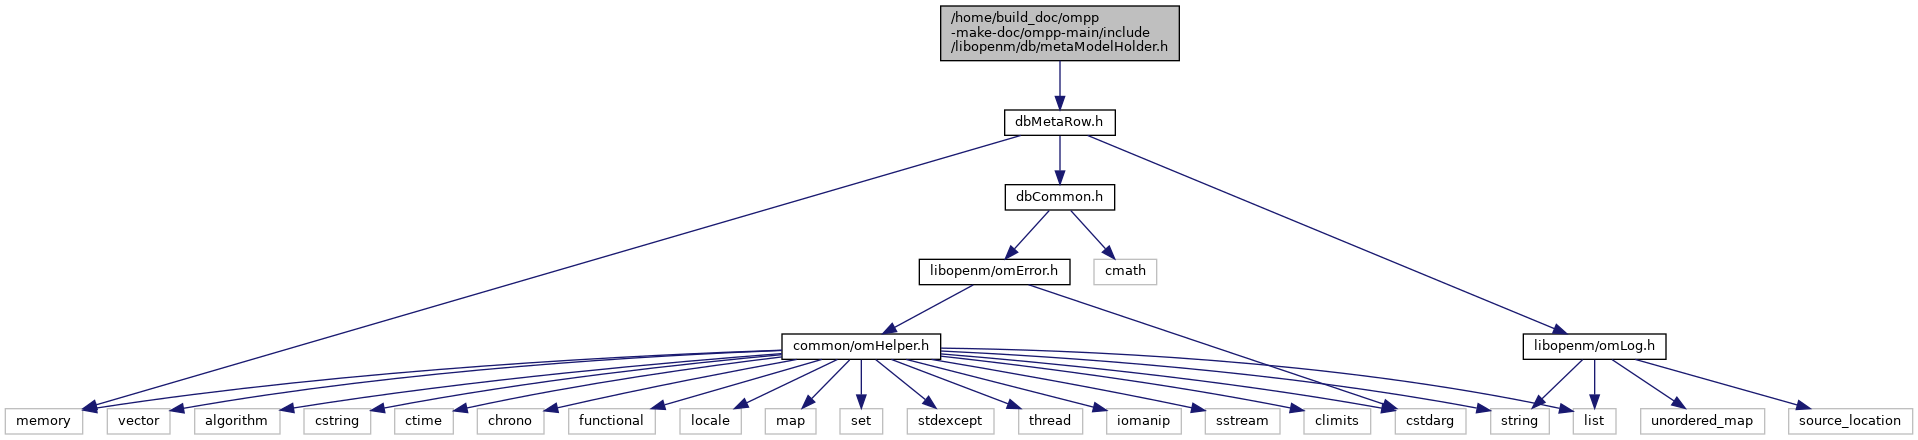 /home/build_doc/ompp
-make-doc/ompp-main/include
/libopenm/db/metaModelHolder.h
dbMetaRow.h
dbCommon.h
libopenm/omError.h
cmath
common/omHelper.h
libopenm/omLog.h
memory
vector
algorithm
cstring
ctime
chrono
functional
locale
map
set
stdexcept
thread
iomanip
sstream
climits
cstdarg
string
list
unordered_map
source_location